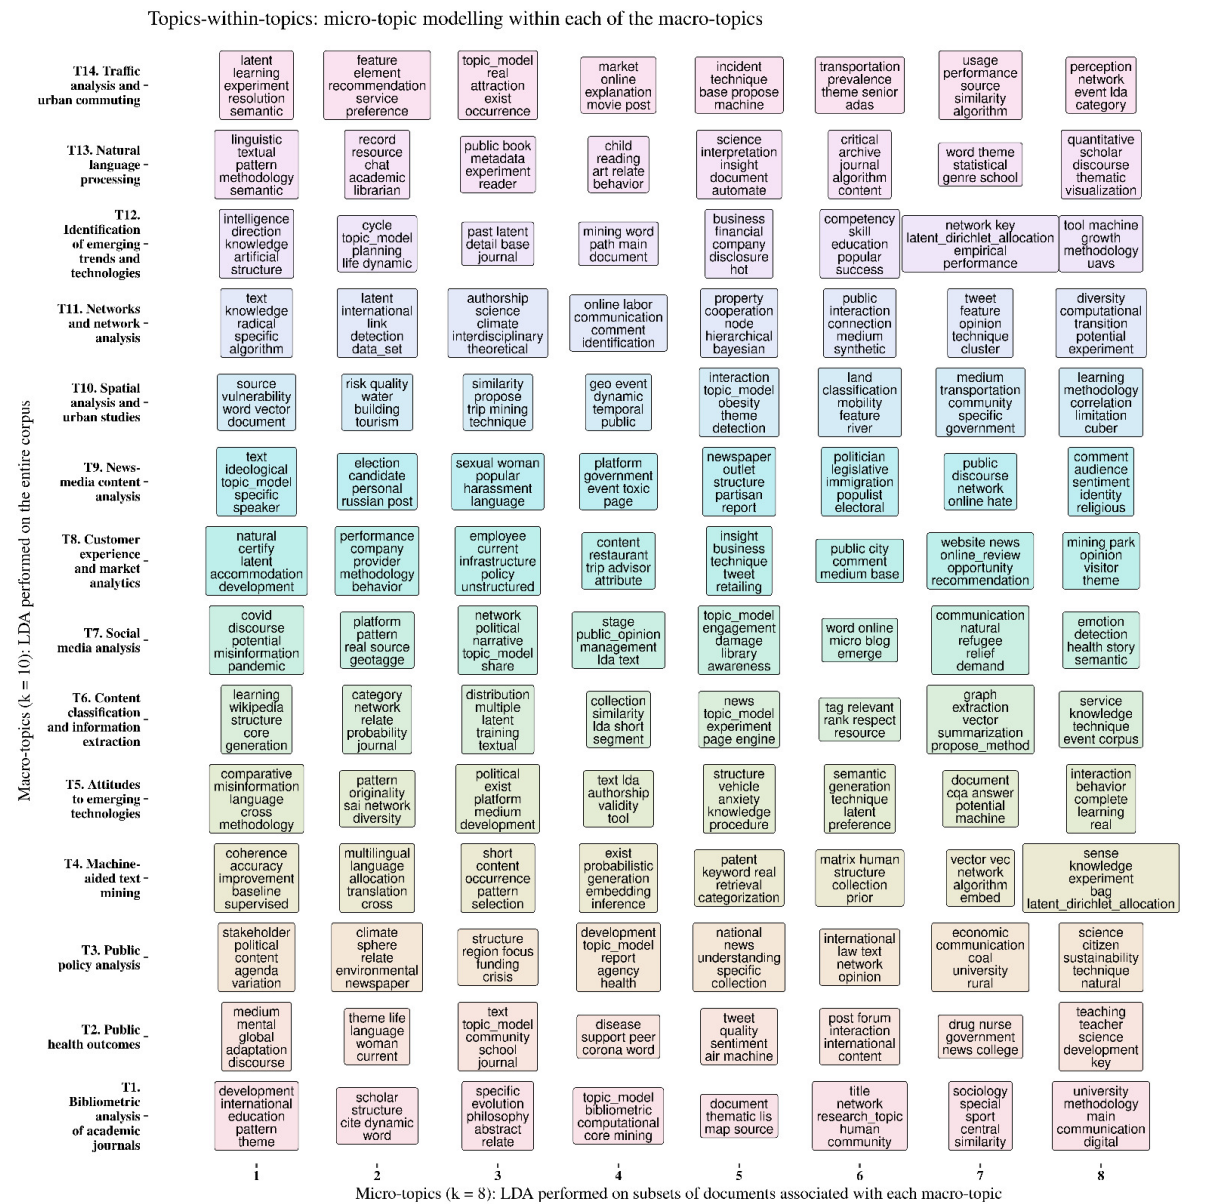 Topics-within-topics: micro-topic modelling within each of the macro-topics
Macro-topics (k = 10): LDA performed on the entire corpus
T14. Traffic
analysis and
urban commuting
latent
learning
experiment
resolution
semantic
feature
element
recommendation
service
preference
topic_model
real
attraction
exist
occurrence
market
online
explanation
movie post
incident
technique
base propose
machine
transportation
prevalence
theme senior
adas
usage
performance
source
similarity
algorithm
perception
network
event lda
category
T13. Natural
language
processing
linguistic
textual
pattern
methodology
semantic
record
resource
chat
academic
librarian
public book
metadata
experiment
reader
child
reading
art relate
behavior
science
interpretation
insight
document
automate
critical
archive
journal
algorithm
content
word theme
statistical
genre school
quantitative
scholar
discourse
thematic
visualization
T12.
Identification
of emerging
trends and
technologies
intelligence
direction
knowledge
artificial
structure
cycle
topic_model
planning
life dynamic
past latent
detail base
journal
mining word
path main
document
business
financial
company
disclosure
hot
competency
skill
education
popular
success
network key
latent_dirichlet_allocation
empirical
performance
tool machine
growth
methodology
uavs
T11. Networks
and network
analysis
text
knowledge
radical
specific
algorithm
latent
international
link
detection
data_set
authorship
science
climate
interdisciplinary
theoretical
online labor
communication
comment
identification
property
cooperation
node
hierarchical
bayesian
public
interaction
connection
medium
synthetic
tweet
feature
opinion
technique
cluster
diversity
computational
transition
potential
experiment
T10. Spatial
analysis and
urban studies
source
vulnerability
word vector
document
risk quality
water
building
tourism
similarity
propose
trip mining
technique
geo event
dynamic
temporal
public
interaction
topic_model
obesity
theme
detection
land
classification
mobility
feature
river
medium
transportation
community
specific
government
learning
methodology
correlation
limitation
cuber
T9. News-
media content
analysis
text
ideological
topic_model
specific
speaker
election
candidate
personal
russian post
sexual woman
popular
harassment
language
platform
government
event toxic
page
newspaper
outlet
structure
partisan
report
politician
legislative
immigration
populist
electoral
public
discourse
network
online hate
comment
audience
sentiment
identity
religious
T8. Customer
experience
and market
analytics
natural
certify
latent
accommodation
development
performance
company
provider
methodology
behavior
employee
current
infrastructure
policy
unstructured
content
restaurant
trip advisor
attribute
insight
business
technique
tweet
retailing
public city
comment
medium base
website news
online_review
opportunity
recommendation
mining park
opinion
visitor
theme
T7. Social
media analysis
covid
discourse
potential
misinformation
pandemic
platform
pattern
real source
geotagge
network
political
narrative
topic_model
share
stage
public_opinion
management
lda text
topic_model
engagement
damage
library
awareness
word online
micro blog
emerge
communication
natural
refugee
relief
demand
emotion
detection
health story
semantic
T6. Content
classification
and information
extraction
learning
wikipedia
structure
core
generation
category
network
relate
probability
journal
distribution
multiple
latent
training
textual
collection
similarity
lda short
segment
news
topic_model
experiment
page engine
tag relevant
rank respect
resource
graph
extraction
vector
summarization
propose_method
service
knowledge
technique
event corpus
T5. Attitudes
to emerging
technologies
comparative
misinformation
language
cross
methodology
pattern
originality
sai network
diversity
political
exist
platform
medium
development
text lda
authorship
validity
tool
structure
vehicle
anxiety
knowledge
procedure
semantic
generation
technique
latent
preference
document
cqa answer
potential
machine
interaction
behavior
complete
learning
real
T4. Machine-
aided text
mining
coherence
accuracy
improvement
baseline
supervised
multilingual
language
allocation
translation
cross
short
content
occurrence
pattern
selection
exist
probabilistic
generation
embedding
inference
patent
keyword real
retrieval
categorization
matrix human
structure
collection
prior
vector vec
network
algorithm
embed
sense
knowledge
experiment
bag
latent_dirichlet_allocation
T3. Public
policy analysis
stakeholder
political
content
agenda
variation
climate
sphere
relate
environmental
newspaper
structure
region focus
funding
crisis
development
topic_model
report
agency
health
national
news
understanding
specific
collection
international
law text
network
opinion
economic
communication
coal
university
rural
science
citizen
sustainability
technique
natural
T2. Public
health outcomes
medium
mental
global
adaptation
discourse
theme life
language
woman
current
text
topic_model
community
school
journal
disease
support peer
corona word
tweet
quality
sentiment
air machine
post forum
interaction
international
content
drug nurse
government
news college
teaching
teacher
science
development
key
T1.
Bibliometric
analysis
of academic
journals
development
international
education
pattern
theme
scholar
structure
cite dynamic
word
specific
evolution
philosophy
abstract
relate
topic_model
bibliometric
computational
core mining
document
thematic lis
map source
title
network
research_topic
human
community
sociology
special
sport
central
similarity
university
methodology
main
communication
digital
1 2 3 4 5 6 7 8
Micro-topics (k = 8): LDA performed on subsets of documents associated with each macro-topic